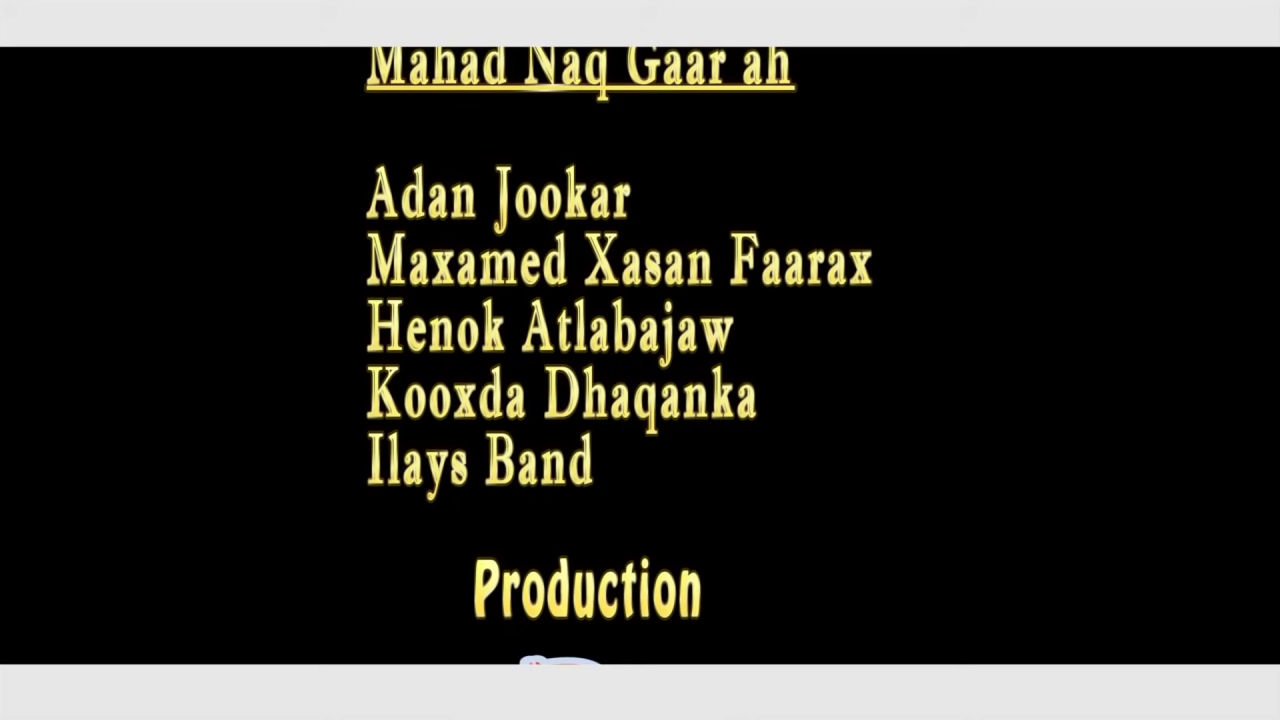 Mahad Naq Gaar ah
Adan Jookar
Maxamed Xasan Faarax
Henok Atlabajaw
Kooxda Dhaqanka
Ilays Band
Production